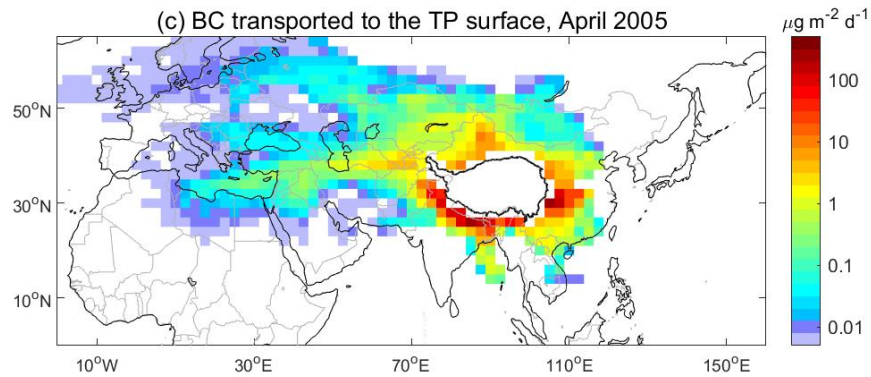 (c) BC transported to the TP surface, April 2005
μg m⁻² d⁻¹
100
10
1
0.1
0.01
50°N
30°N
10°N
10°W
30°E
70°E
110°E
150°E